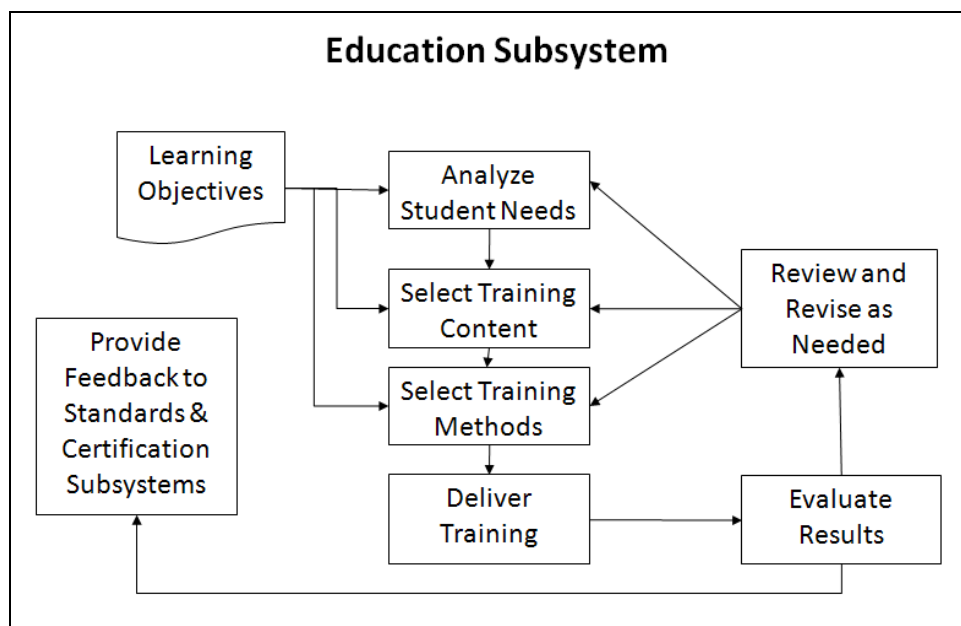 Education Subsystem
Learning
Objectives
Analyze
Student Needs
Select Training
Content
Review and
Revise as
Needed
Provide
Feedback to
Standards &
Certification
Subsystems
Select Training
Methods
Deliver
Training
Evaluate
Results